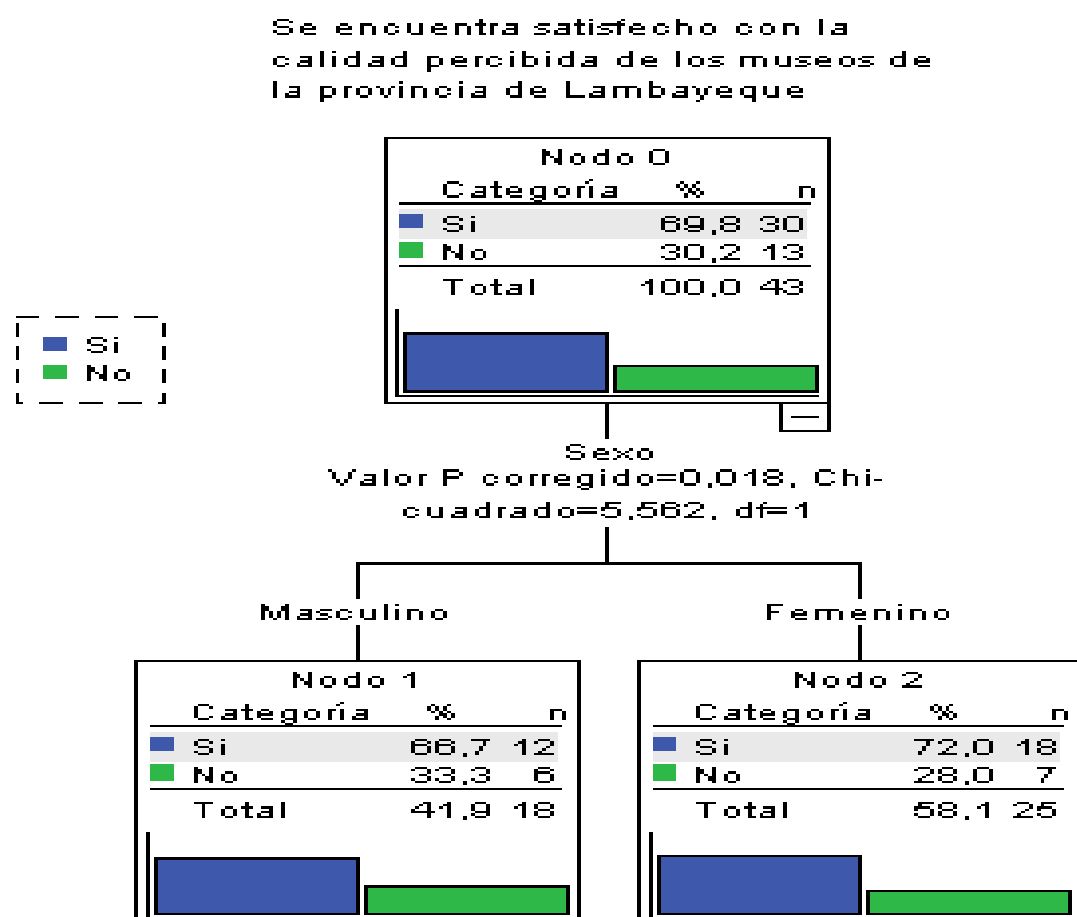 Se encuentra satisfecho con la
calidad percibida de los museos de
la provincia de Lambayeque
Nodo 0
Categoría % n
Si 69,8 30
No 30,2 13
Total 100,0 43
Si
No
Sexo
Valor P corregido=0,018, Chi-
cuadrado=5,562, df=1
Masculino
Femenino
Nodo 1
Categoría % n
Si 66,7 12
No 33,3 6
Total 41,9 18
Nodo 2
Categoría % n
Si 72,0 18
No 28,0 7
Total 58,1 25